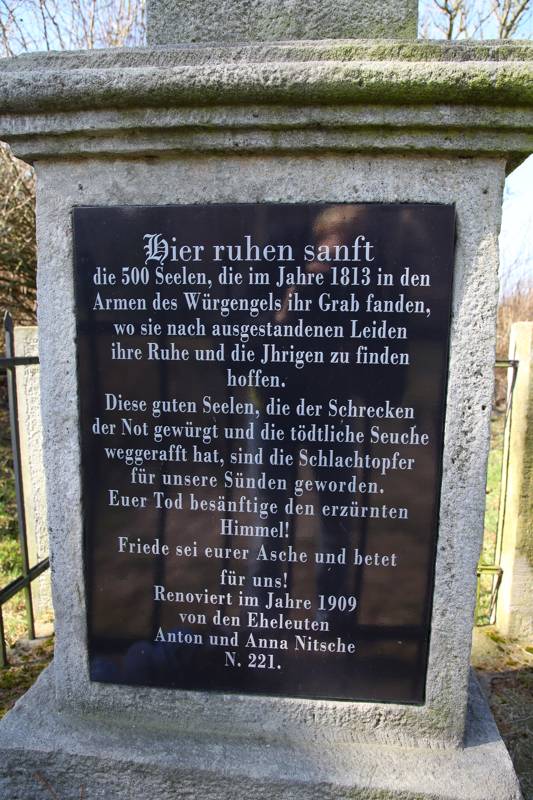 Hier ruhen sanft
die 500 Seelen, die im Jahre 1813 in den
Armen des Würgengels ihr Grab fanden,
wo sie nach ausgestandenen Leiden
ihre Ruhe und die Jhrigen zu finden
hoffen.
Diese guten Seelen, die der Schrecken
der Not gewürgt und die tödtliche Seuche
weggerafft hat, sind die Schlachtopfer
für unsere Sünden geworden.
Euer Tod besänftige den erzürnten
Himmel!
Friede sei eurer Asche und betet
für uns!
Renoviert im Jahre 1909
von den Eheleuten
Anton und Anna Nitsche
N. 221.